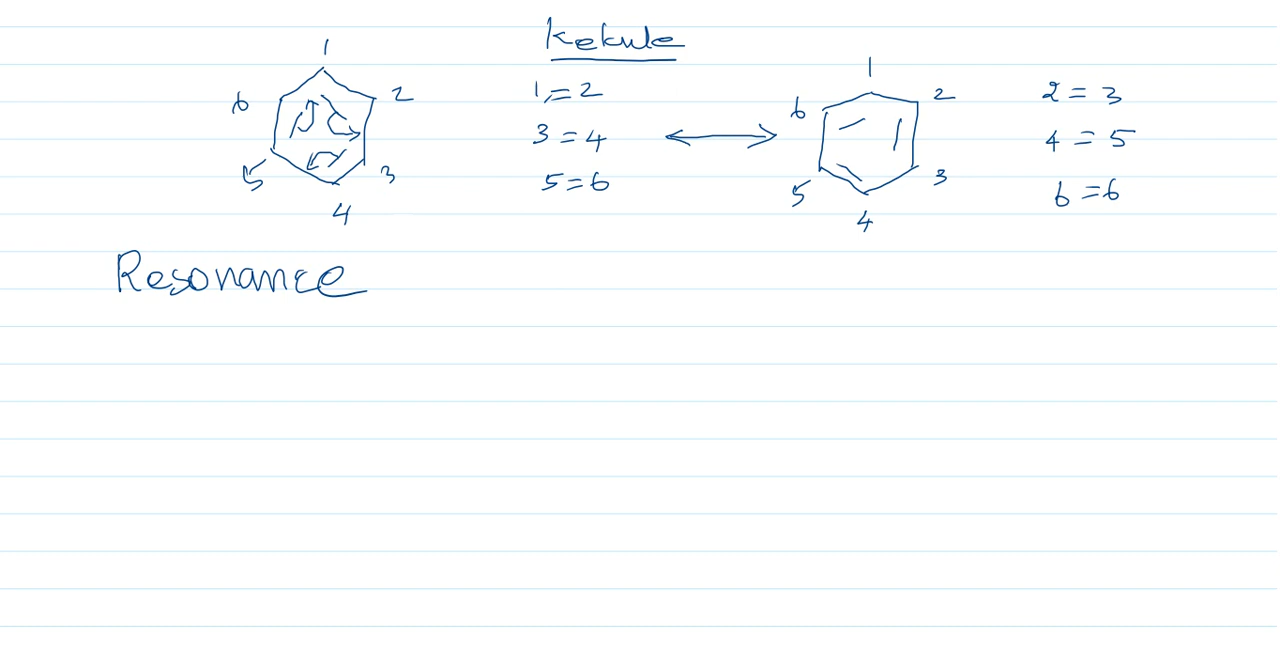 Kekule
1
6 2
5 3
4
1 = 2
3 = 4
5 = 6
1
6 2
5 3
4
2 = 3
4 = 5
6 = 6
Resonance